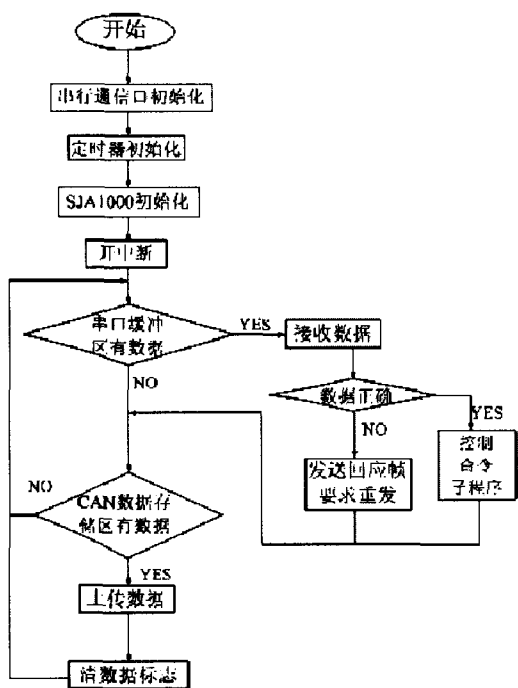 开始
串行通信口初始化
定时器初始化
SJA1000初始化
开中断
串口缓冲
区有数据
YES
接收数据
NO
数据正确
YES
NO
控制
命令
子程序
发送回应帧
要求重发
NO
CAN数据存
储区有数据
YES
上传数据
清数据标志